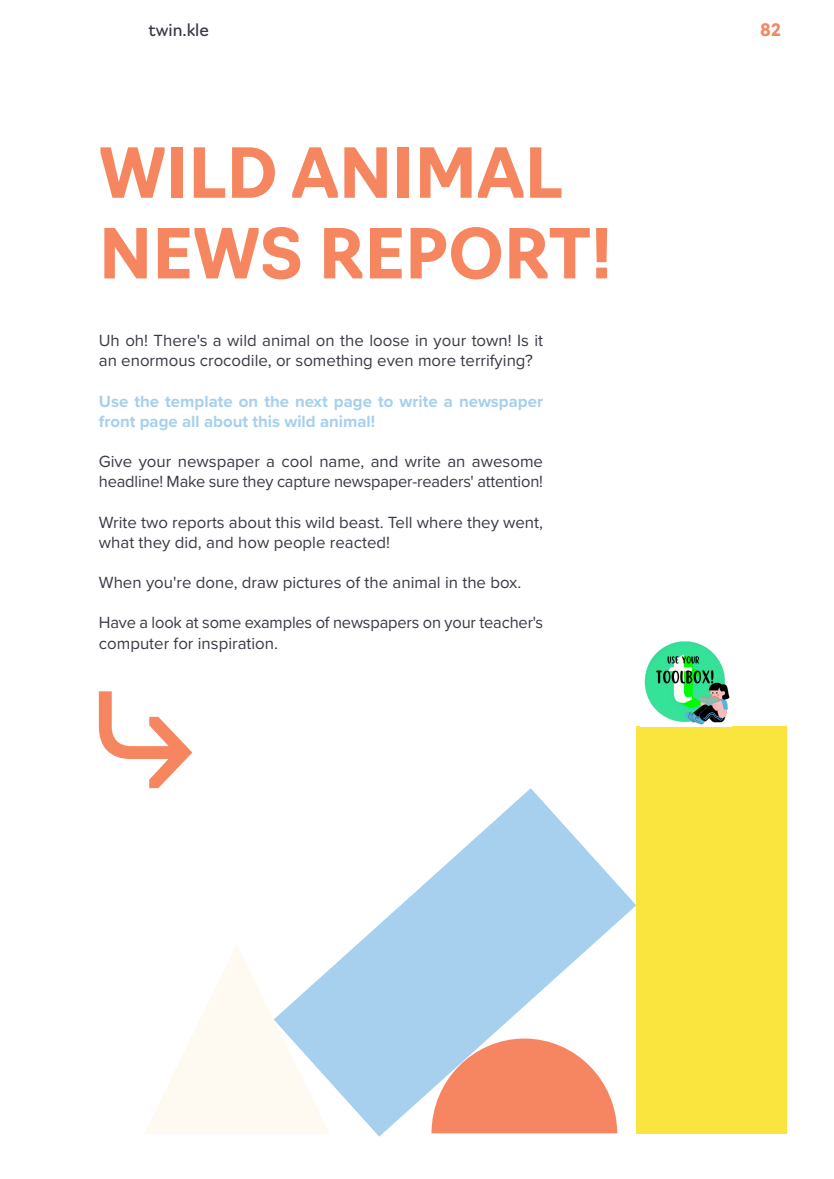 twin.kle
82
WILD ANIMAL
NEWS REPORT!
Uh oh! There's a wild animal on the loose in your town! Is it
an enormous crocodile, or something even more terrifying?
Use the template on the next page to write a newspaper
front page all about this wild animal!
Give your newspaper a cool name, and write an awesome
headline! Make sure they capture newspaper-readers' attention!
Write two reports about this wild beast. Tell where they went,
what they did, and how people reacted!
When you're done, draw pictures of the animal in the box.
Have a look at some examples of newspapers on your teacher's
computer for inspiration.
USE YOUR
TOOLBOX!
t